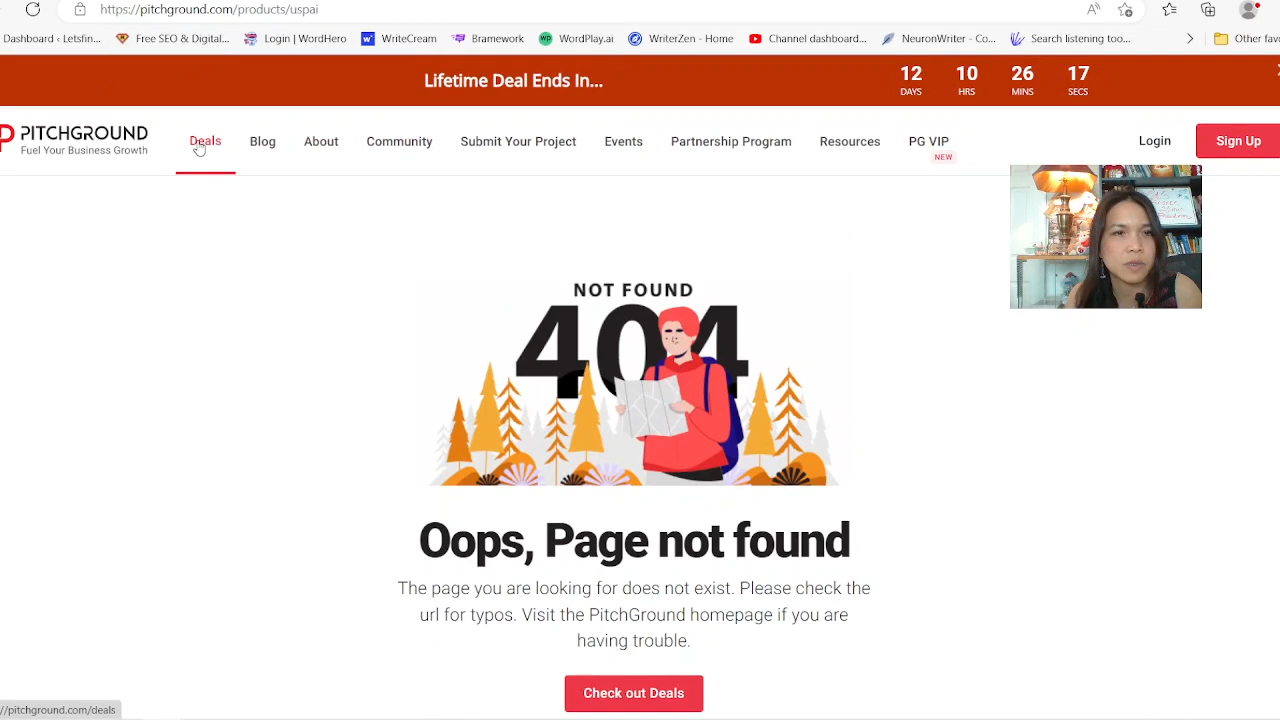 https://pitchground.com/products/uspai
Dashboard ‹ Letsfin... Free SEO & Digital... Login | WordHero WriteCream Bramework WordPlay.ai WriterZen - Home Channel dashboard... NeuronWriter - Co... Search listening too... Other favo
Lifetime Deal Ends In... 12 10 26 17
DAYS HRS MINS SECS
PITCHGROUND
Fuel Your Business Growth
Deals Blog About Community Submit Your Project Events Partnership Program Resources PG VIP Login Sign Up
NEW
NOT FOUND
404
Oops, Page not found
The page you are looking for does not exist. Please check the
url for typos. Visit the PitchGround homepage if you are
having trouble.
Check out Deals
//pitchground.com/deals